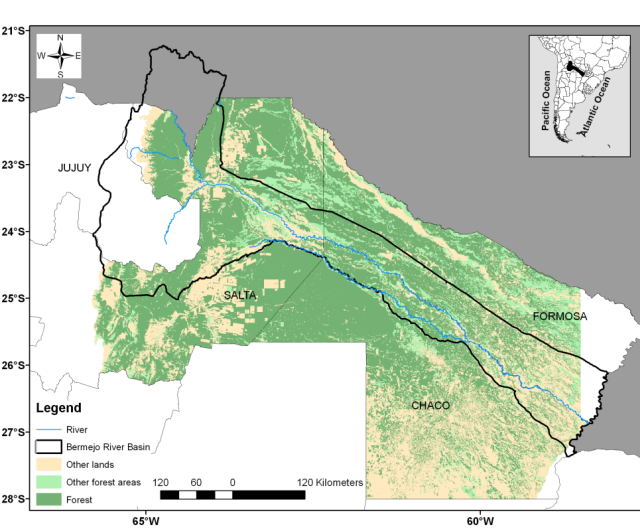 21°S
22°S
23°S
24°S
25°S
26°S
27°S
28°S
65°W
60°W
N
W E
S
Pacific Ocean
Atlantic Ocean
JUJUY
SALTA
FORMOSA
CHACO
Legend
River
Bermejo River Basin
Other lands
Other forest areas
Forest
120 60 0 120 Kilometers